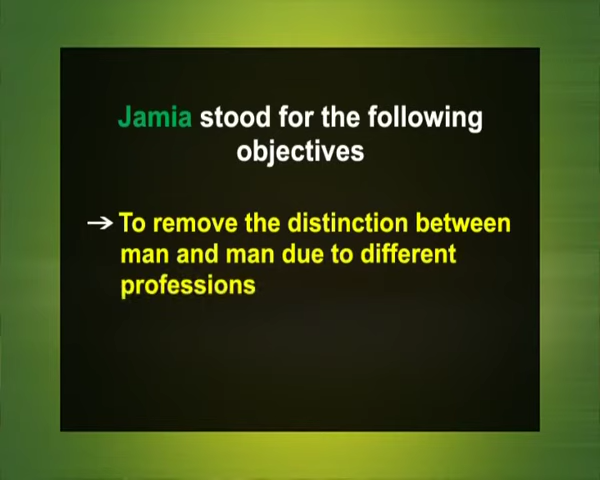 Jamia stood for the following
objectives
→ To remove the distinction between
man and man due to different
professions